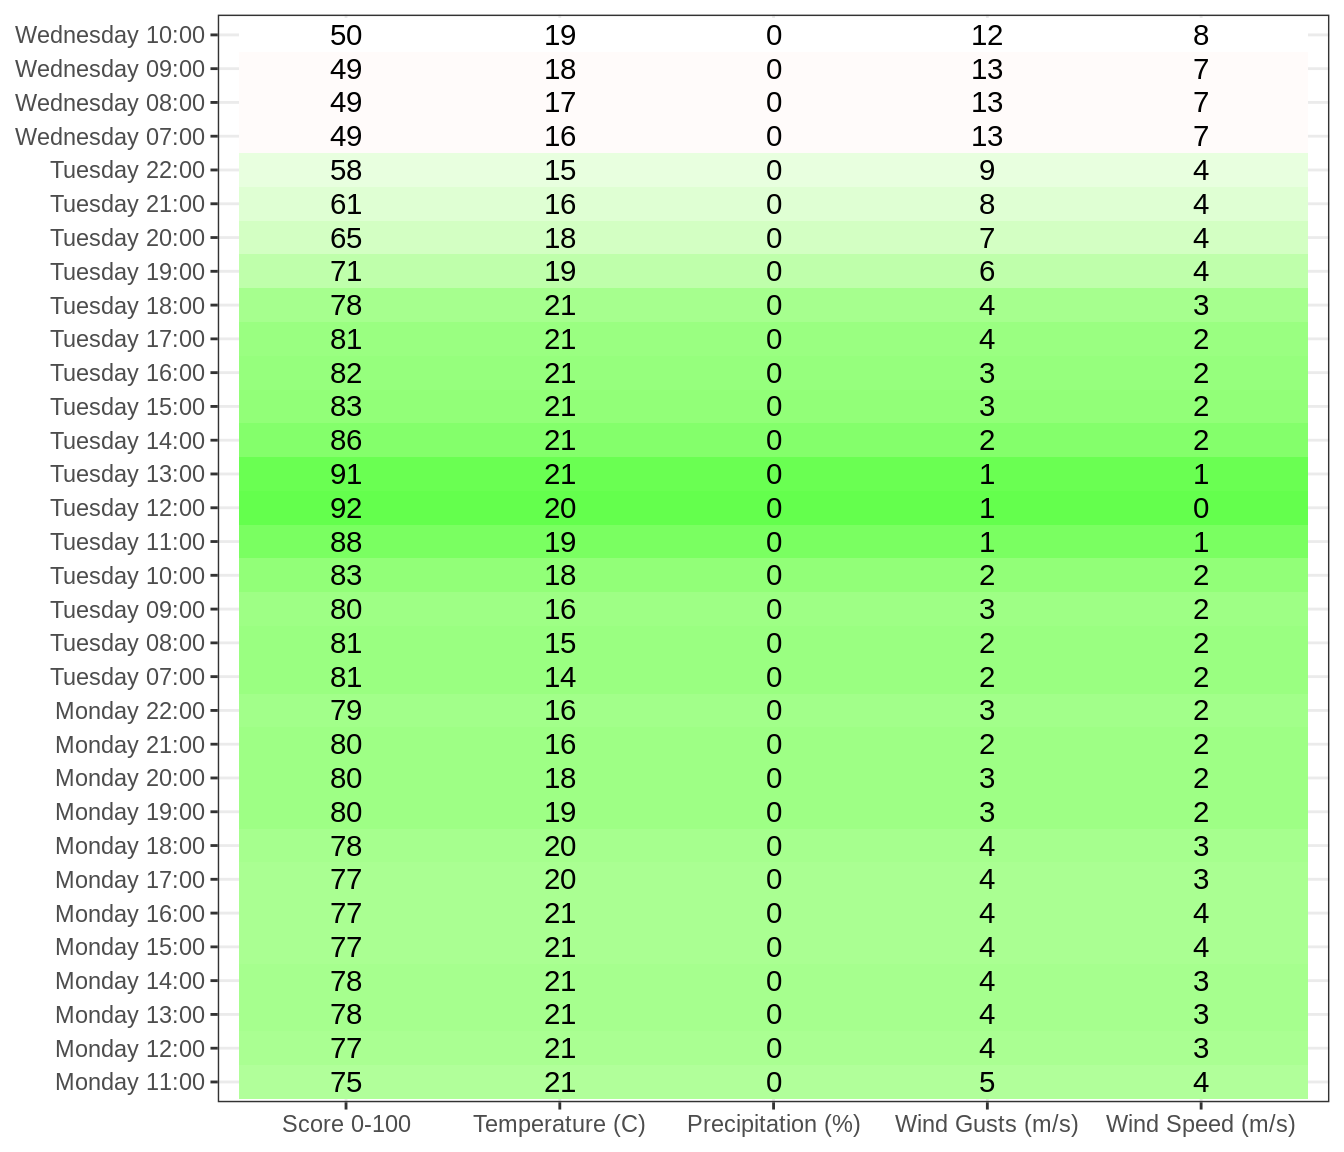 Wednesday 10:00 50 19 0 12 8
Wednesday 09:00 49 18 0 13 7
Wednesday 08:00 49 17 0 13 7
Wednesday 07:00 49 16 0 13 7
Tuesday 22:00 58 15 0 9 4
Tuesday 21:00 61 16 0 8 4
Tuesday 20:00 65 18 0 7 4
Tuesday 19:00 71 19 0 6 4
Tuesday 18:00 78 21 0 4 3
Tuesday 17:00 81 21 0 4 2
Tuesday 16:00 82 21 0 3 2
Tuesday 15:00 83 21 0 3 2
Tuesday 14:00 86 21 0 2 2
Tuesday 13:00 91 21 0 1 1
Tuesday 12:00 92 20 0 1 0
Tuesday 11:00 88 19 0 1 1
Tuesday 10:00 83 18 0 2 2
Tuesday 09:00 80 16 0 3 2
Tuesday 08:00 81 15 0 2 2
Tuesday 07:00 81 14 0 2 2
Monday 22:00 79 16 0 3 2
Monday 21:00 80 16 0 2 2
Monday 20:00 80 18 0 3 2
Monday 19:00 80 19 0 3 2
Monday 18:00 78 20 0 4 3
Monday 17:00 77 20 0 4 3
Monday 16:00 77 21 0 4 4
Monday 15:00 77 21 0 4 4
Monday 14:00 78 21 0 4 3
Monday 13:00 78 21 0 4 3
Monday 12:00 77 21 0 4 3
Monday 11:00 75 21 0 5 4
Score 0-100 Temperature (C) Precipitation (%) Wind Gusts (m/s) Wind Speed (m/s)